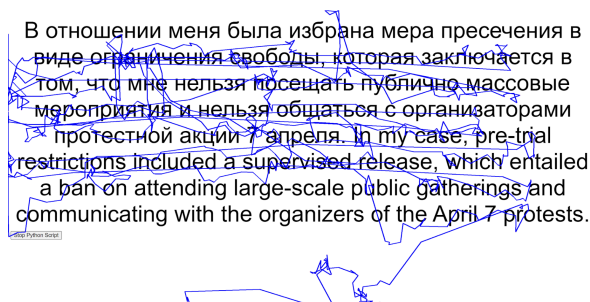 В отношении меня была избрана мера пресечения в
виде ограничения свободы, которая заключается в
том, что мне нельзя посещать публично массовые
мероприятия и нельзя общаться с организаторами
протестной акции 7 апреля. In my case, pre-trial
restrictions included a supervised release, which entailed
a ban on attending large-scale public gatherings and
communicating with the organizers of the April 7 protests.
Stop Python Script